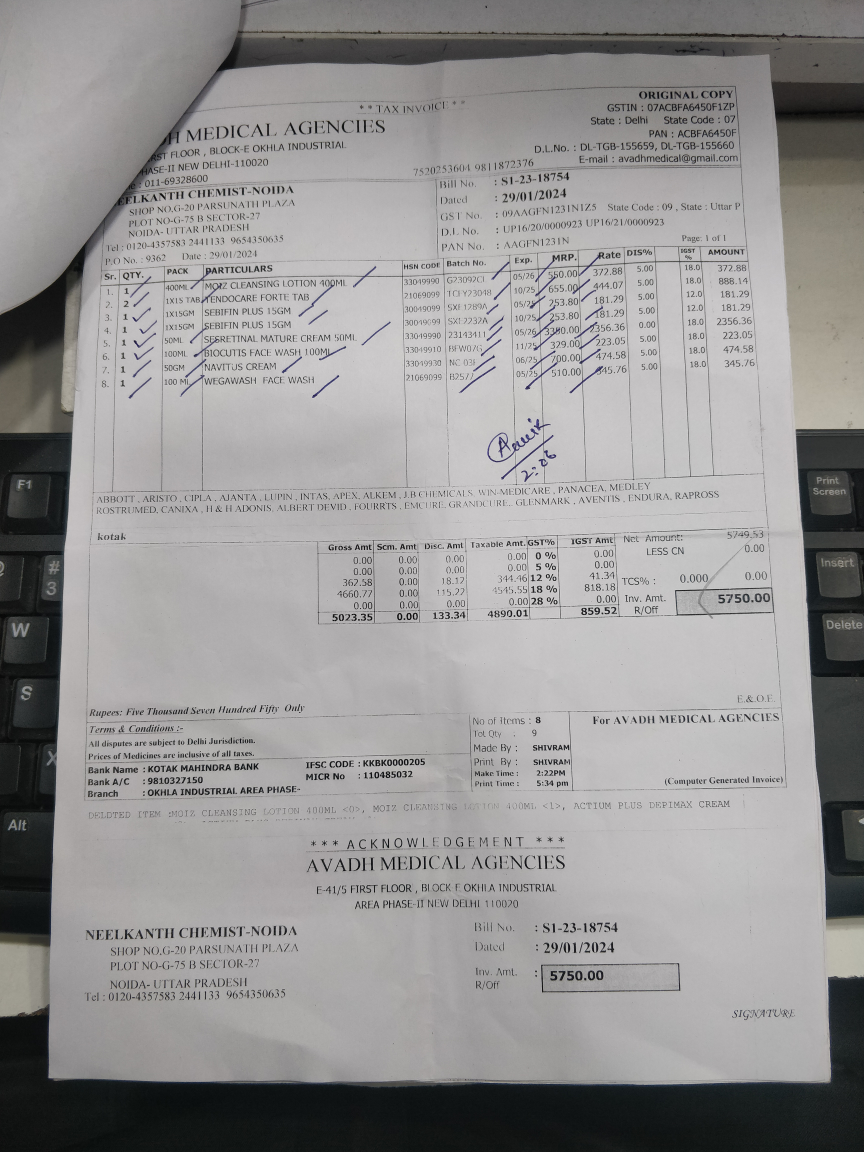 ** TAX INVOICE **
ORIGINAL COPY
GSTIN : 07ACBFA6450F1ZP
State : Delhi State Code : 07
PAN : ACBFA6450F
D.L.No. : DL-TGB-155659, DL-TGB-155660
E-mail : avadhmedical@gmail.com
H MEDICAL AGENCIES
RST FLOOR , BLOCK-E OKHLA INDUSTRIAL
HASE-II NEW DELHI-110020
: 011-69328600
7520253604 9811872376
EELKANTH CHEMIST-NOIDA
SHOP NO,G-20 PARSUNATH PLAZA
PLOT NO-G-75 B SECTOR-27
NOIDA- UTTAR PRADESH
Tel : 0120-4357583 2441133 9654350635
P.O No. : 9362 Date : 29/01/2024
Bill No. : S1-23-18754
Dated : 29/01/2024
GST No. : 09AAGFN1231N1Z5 State Code : 09 , State : Uttar P
D.L. No. : UP16/20/0000923 UP16/21/0000923
PAN No. : AAGFN1231N
Page: 1 of 1
Sr. QTY. PACK PARTICULARS HSN CODE Batch No. Exp. MRP. Rate DIS% IGST % AMOUNT
1. 1 400ML MOIZ CLEANSING LOTION 400ML 33049990 G23092CI 05/26 550.00 372.88 5.00 18.0 372.88
2. 2 1X15 TAB TENDOCARE FORTE TAB 21069099 10/25 655.00 444.07 5.00 18.0 888.14
3. 1 1X15GM SEBIFIN PLUS 15GM 30049099 SXF1289A 05/25 253.80 181.29 5.00 12.0 181.29
4. 1 1X15GM SEBIFIN PLUS 15GM 30049099 SXF2232A 10/25 253.80 181.29 5.00 12.0 181.29
5. 1 50ML SESRETINAL MATURE CREAM 50ML 33049990 23143411 05/26 3380.00 2356.36 0.00 18.0 2356.36
6. 1 100ML BIOCUTIS FACE WASH 100ML 33049910 BFW07G 329.00 223.05 5.00 18.0 223.05
7. 1 50GM NAVITUS CREAM 33049930 NC 03F 06/25 700.00 474.58 5.00 18.0 474.58
8. 1 100 ML WEGAWASH FACE WASH 21069099 B2577 05/25 510.00 345.76 5.00 18.0 345.76
2:06
ABBOTT , ARISTO , CIPLA , AJANTA , LUPIN , INTAS, APEX, ALKEM , J.B CHEMICALS, WIN-MEDICARE , PANACEA, MEDLEY
ROSTRUMED, CANIXA , H & H ADONIS, ALBERT DEVID , FOURRTS , EMCURE, GRANDCURE,. GLENMARK , AVENTIS , ENDURA, RAPROSS
kotak
Gross Amt Scm. Amt Disc. Amt Taxable Amt. GST% IGST Amt
0.00 0.00 0.00 0.00 0 % 0.00
0.00 0.00 0.00 0.00 5 % 0.00
362.58 0.00 18.12 344.46 12 % 41.34
4660.77 0.00 115.22 4545.55 18 % 818.18
0.00 0.00 0.00 0.00 28 % 0.00
5023.35 0.00 133.34 4890.01 859.52
Net Amount: 5749.53
LESS CN 0.00
TCS% : 0.000 0.00
Inv. Amt. 5750.00
R/Off
E.& O.E.
Rupees: Five Thousand Seven Hundred Fifty Only
Terms & Conditions :-
All disputes are subject to Delhi Jurisdiction.
Prices of Medicines are inclusive of all taxes.
Bank Name : KOTAK MAHINDRA BANK IFSC CODE : KKBK0000205
Bank A/C : 9810327150 MICR No : 110485032
Branch : OKHLA INDUSTRIAL AREA PHASE-
No of Items : 8
Tot Qty : 9
Made By : SHIVRAM
Print By : SHIVRAM
Make Time : 2:22PM
Print Time : 5:34 pm
For AVADH MEDICAL AGENCIES
(Computer Generated Invoice)
DELDTED ITEM :MOIZ CLEANSING LOTION 400ML <0>, MOIZ CLEANSING LOTION 400ML <1>, ACTIUM PLUS DEPIMAX CREAM
*** ACKNOWLEDGEMENT ***
AVADH MEDICAL AGENCIES
E-41/5 FIRST FLOOR , BLOCK-E OKHLA INDUSTRIAL
AREA PHASE-II NEW DELHI 110020
NEELKANTH CHEMIST-NOIDA
SHOP NO,G-20 PARSUNATH PLAZA
PLOT NO-G-75 B SECTOR-27
NOIDA- UTTAR PRADESH
Tel : 0120-4357583 2441133 9654350635
Bill No. : S1-23-18754
Dated : 29/01/2024
Inv. Amt. : 5750.00
R/Off
SIGNATURE
F1
# 3
W
S
X
Alt
Print Screen
Insert
Delete